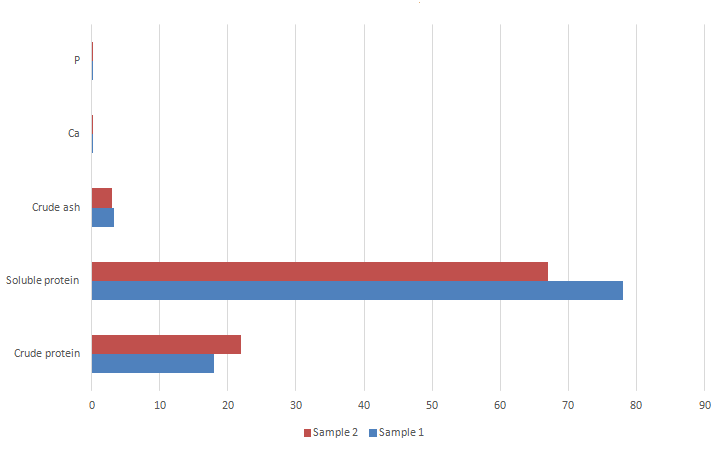 P
Ca
Crude ash
Soluble protein
Crude protein
0 10 20 30 40 50 60 70 80 90
Sample 2 Sample 1